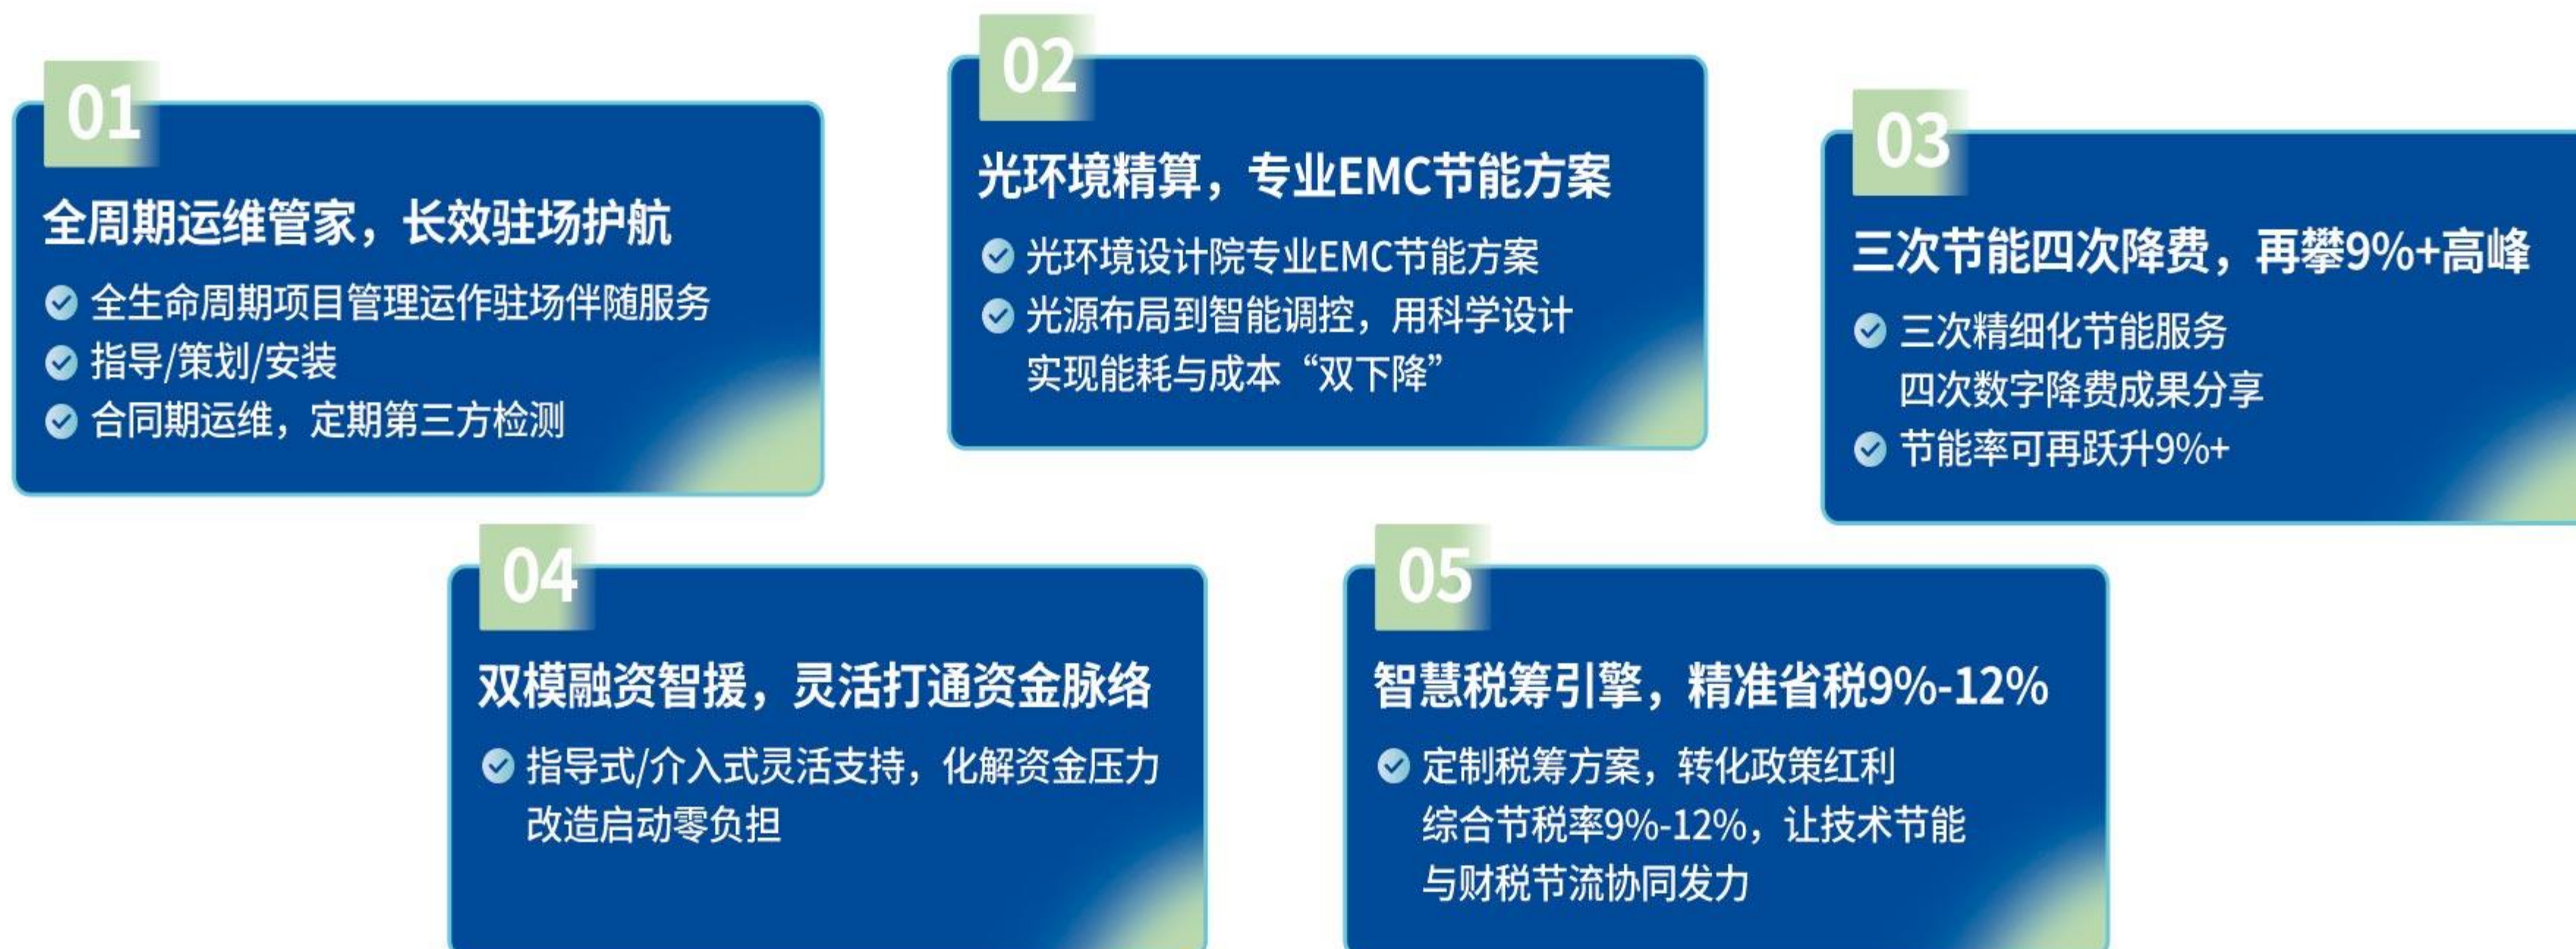 01
全周期运维管家，长效驻场护航
全生命周期项目管理运作驻场伴随服务
指导/策划/安装
合同期运维，定期第三方检测
02
光环境精算，专业EMC节能方案
光环境设计院专业EMC节能方案
光源布局到智能调控，用科学设计
实现能耗与成本“双下降”
03
三次节能四次降费，再攀9%+高峰
三次精细化节能服务
四次数字降费成果分享
节能率可再跃升9%+
04
双模融资智援，灵活打通资金脉络
指导式/介入式灵活支持，化解资金压力
改造启动零负担
05
智慧税筹引擎，精准省税9%-12%
定制税筹方案，转化政策红利
综合节税率9%-12%，让技术节能
与财税节流协同发力